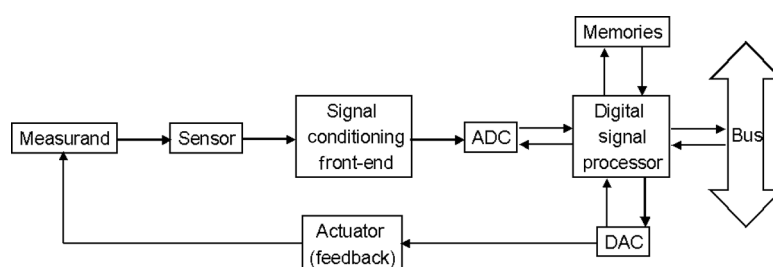 Memories
Measurand
Sensor
Signal
conditioning
front-end
ADC
Digital
signal
processor
Bus
Actuator
(feedback)
DAC